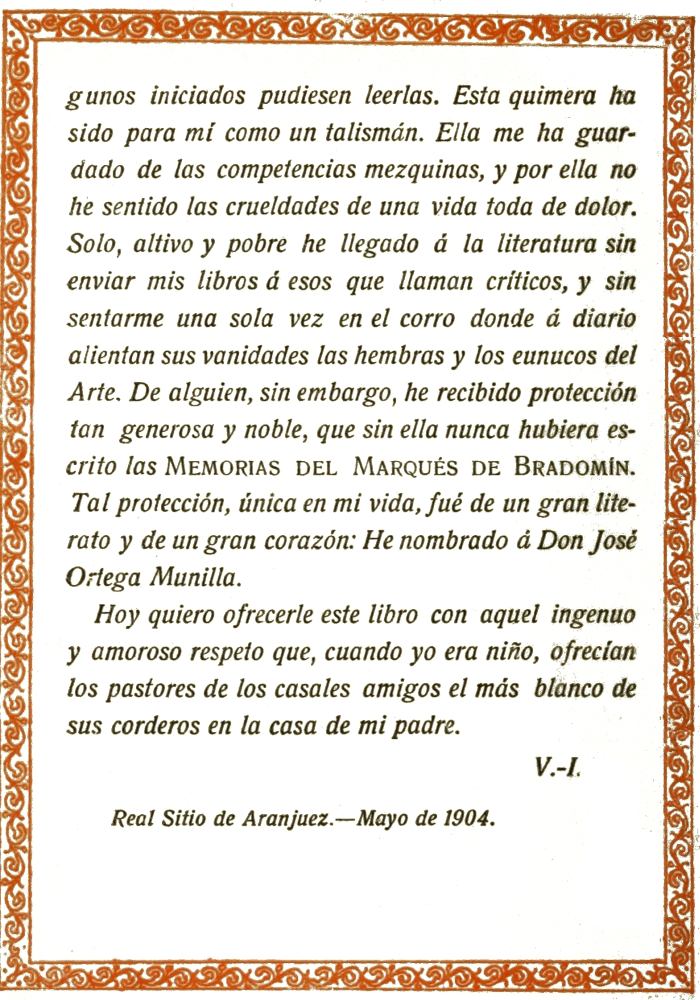 gunos iniciados pudiesen leerlas. Esta quimera ha
sido para mí como un talismán. Ella me ha guar-
dado de las competencias mezquinas, y por ella no
he sentido las crueldades de una vida toda de dolor.
Solo, altivo y pobre he llegado á la literatura sin
enviar mis libros á esos que llaman críticos, y sin
sentarme una sola vez en el corro donde á diario
alientan sus vanidades las hembras y los eunucos del
Arte. De alguien, sin embargo, he recibido protección
tan generosa y noble, que sin ella nunca hubiera es-
crito las MEMORIAS DEL MARQUÉS DE BRADOMÍN.
Tal protección, única en mi vida, fué de un gran lite-
rato y de un gran corazón: He nombrado á Don José
Ortega Munilla.
Hoy quiero ofrecerle este libro con aquel ingenuo
y amoroso respeto que, cuando yo era niño, ofrecían
los pastores de los casales amigos el más blanco de
sus corderos en la casa de mi padre.
V.-I.
Real Sitio de Aranjuez.—Mayo de 1904.